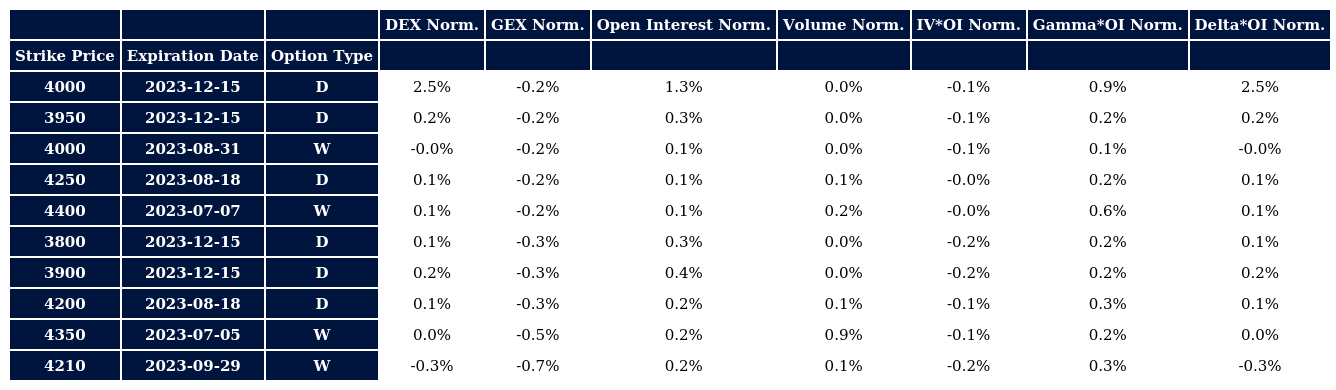 DEX Norm. GEX Norm. Open Interest Norm. Volume Norm. IV*OI Norm. Gamma*OI Norm. Delta*OI Norm.
Strike Price Expiration Date Option Type
4000 2023-12-15 D 2.5% -0.2% 1.3% 0.0% -0.1% 0.9% 2.5%
3950 2023-12-15 D 0.2% -0.2% 0.3% 0.0% -0.1% 0.2% 0.2%
4000 2023-08-31 W -0.0% -0.2% 0.1% 0.0% -0.1% 0.1% -0.0%
4250 2023-08-18 D 0.1% -0.2% 0.1% 0.1% -0.0% 0.2% 0.1%
4400 2023-07-07 W 0.1% -0.2% 0.1% 0.2% -0.0% 0.6% 0.1%
3800 2023-12-15 D 0.1% -0.3% 0.3% 0.0% -0.2% 0.2% 0.1%
3900 2023-12-15 D 0.2% -0.3% 0.4% 0.0% -0.2% 0.2% 0.2%
4200 2023-08-18 D 0.1% -0.3% 0.2% 0.1% -0.1% 0.3% 0.1%
4350 2023-07-05 W 0.0% -0.5% 0.2% 0.9% -0.1% 0.2% 0.0%
4210 2023-09-29 W -0.3% -0.7% 0.2% 0.1% -0.2% 0.3% -0.3%